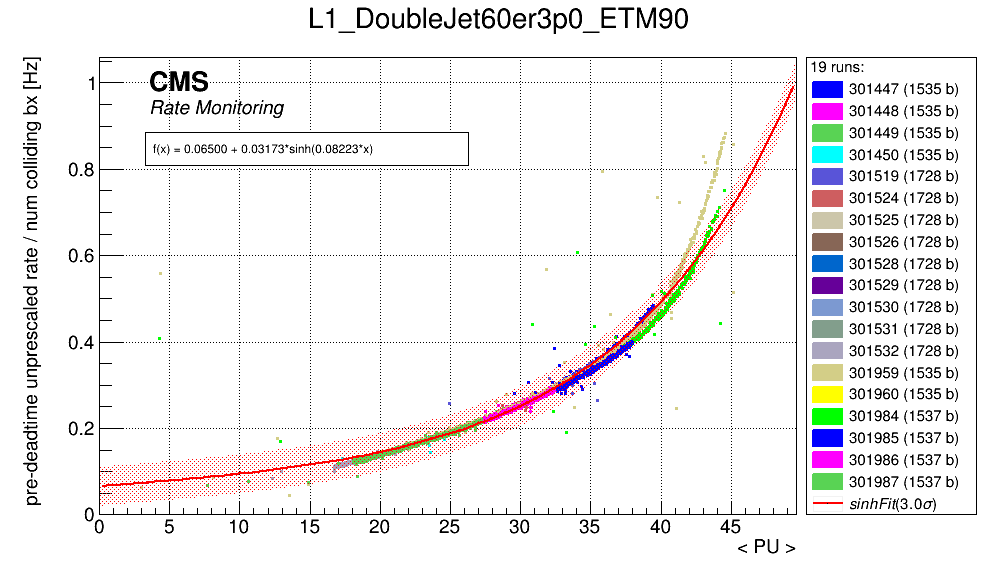 L1_DoubleJet60er3p0_ETM90
pre-deadtime unprescaled rate / num colliding bx [Hz]
CMS
Rate Monitoring
f(x) = 0.06500 + 0.03173*sinh(0.08223*x)
1
0.8
0.6
0.4
0.2
0
0 5 10 15 20 25 30 35 40 45
< PU >
19 runs:
301447 (1535 b)
301448 (1535 b)
301449 (1535 b)
301450 (1535 b)
301519 (1728 b)
301524 (1728 b)
301525 (1728 b)
301526 (1728 b)
301528 (1728 b)
301529 (1728 b)
301530 (1728 b)
301531 (1728 b)
301532 (1728 b)
301959 (1535 b)
301960 (1535 b)
301984 (1537 b)
301985 (1537 b)
301986 (1537 b)
301987 (1537 b)
sinhFit(3.0σ)